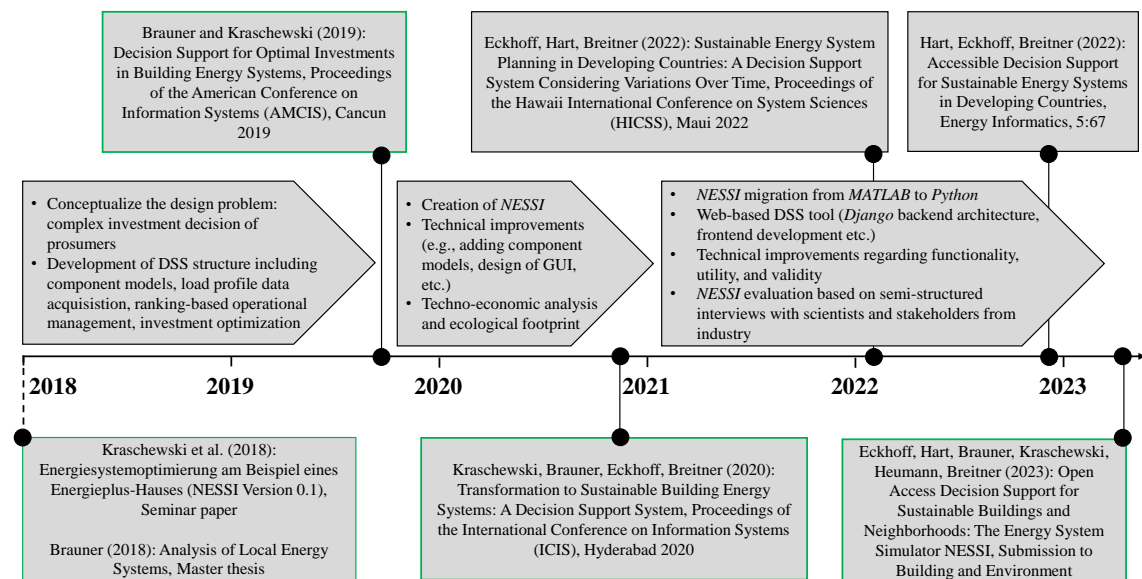 Brauner and Kraschewski (2019):
Decision Support for Optimal Investments
in Building Energy Systems, Proceedings
of the American Conference on
Information Systems (AMCIS), Cancun
2019
Eckhoff, Hart, Breitner (2022): Sustainable Energy System
Planning in Developing Countries: A Decision Support
System Considering Variations Over Time, Proceedings of
the Hawaii International Conference on System Sciences
(HICSS), Maui 2022
Hart, Eckhoff, Breitner (2022):
Accessible Decision Support
for Sustainable Energy Systems
in Developing Countries,
Energy Informatics, 5:67
• Conceptualize the design problem:
complex investment decision of
prosumers
• Development of DSS structure including
component models, load profile data
acquisistion, ranking-based operational
management, investment optimization
• Creation of NESSI
• Technical improvements
(e.g., adding component
models, design of GUI,
etc.)
• Techno-economic analysis
and ecological footprint
• NESSI migration from MATLAB to Python
• Web-based DSS tool (Django backend architecture,
frontend development etc.)
• Technical improvements regarding functionality,
utility, and validity
• NESSI evaluation based on semi-structured
interviews with scientists and stakeholders from
industry
2018 2019 2020 2021 2022 2023
Kraschewski et al. (2018):
Energiesystemoptimierung am Beispiel eines
Energieplus-Hauses (NESSI Version 0.1),
Seminar paper
Brauner (2018): Analysis of Local Energy
Systems, Master thesis
Kraschewski, Brauner, Eckhoff, Breitner (2020):
Transformation to Sustainable Building Energy
Systems: A Decision Support System, Proceedings of
the International Conference on Information Systems
(ICIS), Hyderabad 2020
Eckhoff, Hart, Brauner, Kraschewski,
Heumann, Breitner (2023): Open
Access Decision Support for
Sustainable Buildings and
Neighborhoods: The Energy System
Simulator NESSI, Submission to
Building and Environment